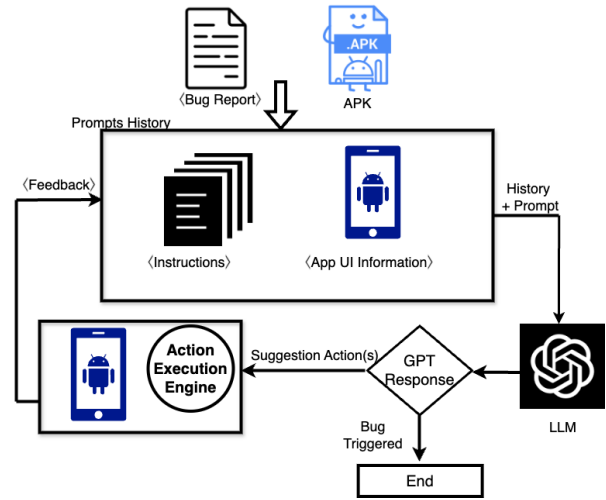 .APK
〈Bug Report〉
APK
Prompts History
〈Feedback〉
History
+ Prompt
〈Instructions〉
〈App UI Information〉
Action
Execution
Engine
Suggestion Action(s)
GPT
Response
LLM
Bug
Triggered
End